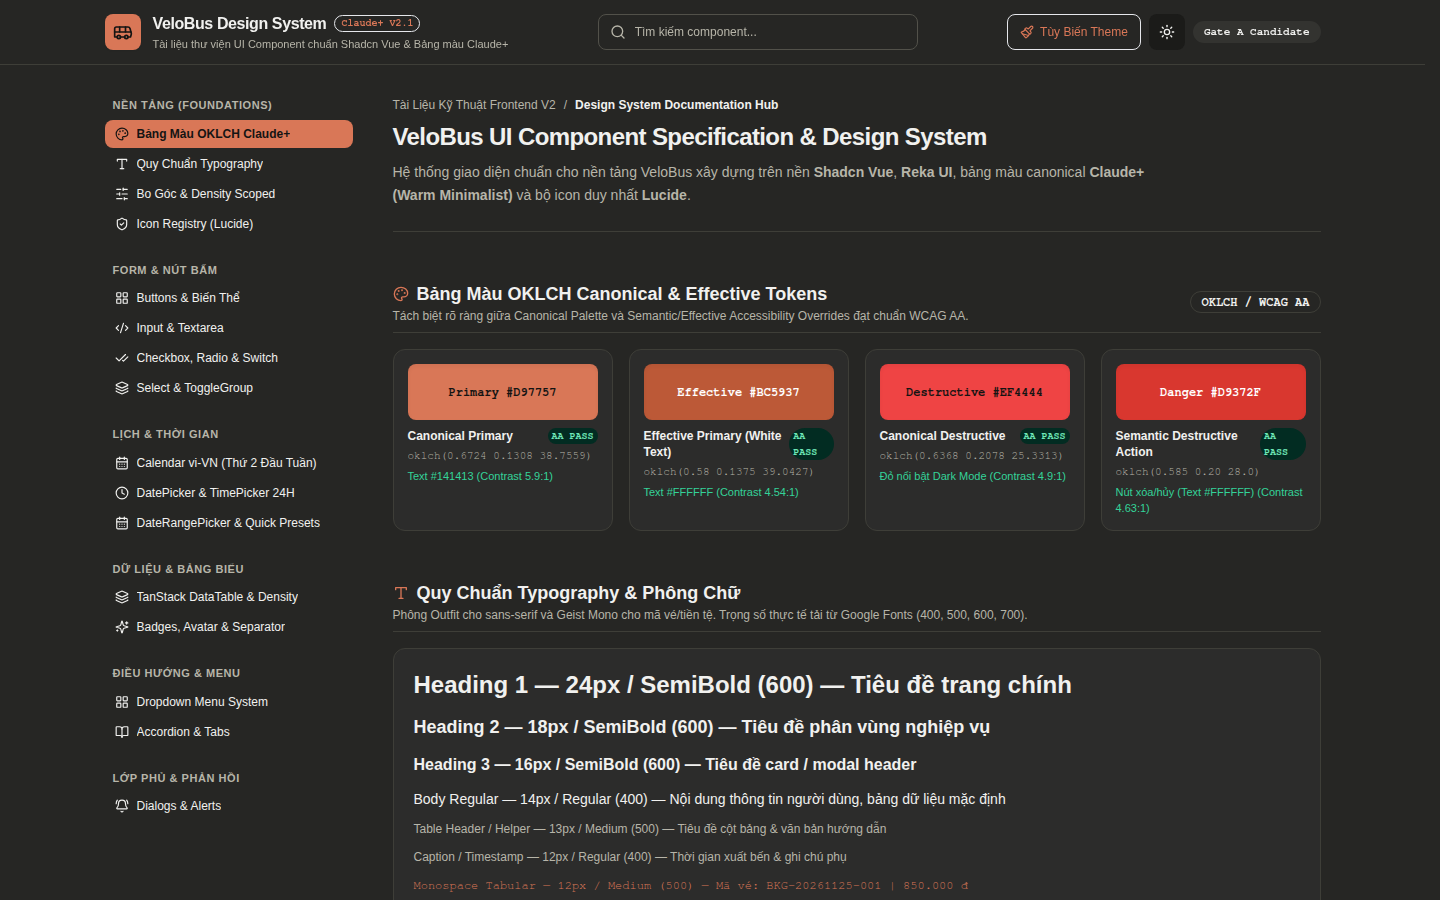 VeloBus Design System
Claude+ V2.1
Tài liệu thư viện UI Component chuẩn Shadcn Vue & Bảng màu Claude+
Tìm kiếm component...
Tùy Biến Theme
Gate A Candidate
NỀN TẢNG (FOUNDATIONS)
Bảng Màu OKLCH Claude+
Quy Chuẩn Typography
Bo Góc & Density Scoped
Icon Registry (Lucide)
FORM & NÚT BẤM
Buttons & Biến Thể
Input & Textarea
Checkbox, Radio & Switch
Select & ToggleGroup
LỊCH & THỜI GIAN
Calendar vi-VN (Thứ 2 Đầu Tuần)
DatePicker & TimePicker 24H
DateRangePicker & Quick Presets
DỮ LIỆU & BẢNG BIỂU
TanStack DataTable & Density
Badges, Avatar & Separator
ĐIỀU HƯỚNG & MENU
Dropdown Menu System
Accordion & Tabs
LỚP PHỦ & PHẢN HỒI
Dialogs & Alerts
Tài Liệu Kỹ Thuật Frontend V2 / Design System Documentation Hub
VeloBus UI Component Specification & Design System
Hệ thống giao diện chuẩn cho nền tảng VeloBus xây dựng trên nền Shadcn Vue, Reka UI, bảng màu canonical Claude+
(Warm Minimalist) và bộ icon duy nhất Lucide.
Bảng Màu OKLCH Canonical & Effective Tokens
Tách biệt rõ ràng giữa Canonical Palette và Semantic/Effective Accessibility Overrides đạt chuẩn WCAG AA.
OKLCH / WCAG AA
Primary #D97757
Canonical Primary
AA PASS
oklch(0.6724 0.1308 38.7559)
Text #141413 (Contrast 5.9:1)
Effective #BC5937
Effective Primary (White
Text)
AA
PASS
oklch(0.58 0.1375 39.0427)
Text #FFFFFF (Contrast 4.54:1)
Destructive #EF4444
Canonical Destructive
AA PASS
oklch(0.6368 0.2078 25.3313)
Đỏ nổi bật Dark Mode (Contrast 4.9:1)
Danger #D9372F
Semantic Destructive
Action
AA
PASS
oklch(0.585 0.20 28.0)
Nút xóa/hủy (Text #FFFFFF) (Contrast
4.63:1)
Quy Chuẩn Typography & Phông Chữ
Phông Outfit cho sans-serif và Geist Mono cho mã vé/tiền tệ. Trọng số thực tế tải từ Google Fonts (400, 500, 600, 700).
Heading 1 — 24px / SemiBold (600) — Tiêu đề trang chính
Heading 2 — 18px / SemiBold (600) — Tiêu đề phân vùng nghiệp vụ
Heading 3 — 16px / SemiBold (600) — Tiêu đề card / modal header
Body Regular — 14px / Regular (400) — Nội dung thông tin người dùng, bảng dữ liệu mặc định
Table Header / Helper — 13px / Medium (500) — Tiêu đề cột bảng & văn bản hướng dẫn
Caption / Timestamp — 12px / Regular (400) — Thời gian xuất bến & ghi chú phụ
Monospace Tabular — 12px / Medium (500) — Mã vé: BKG-20261125-001 | 850.000 đ